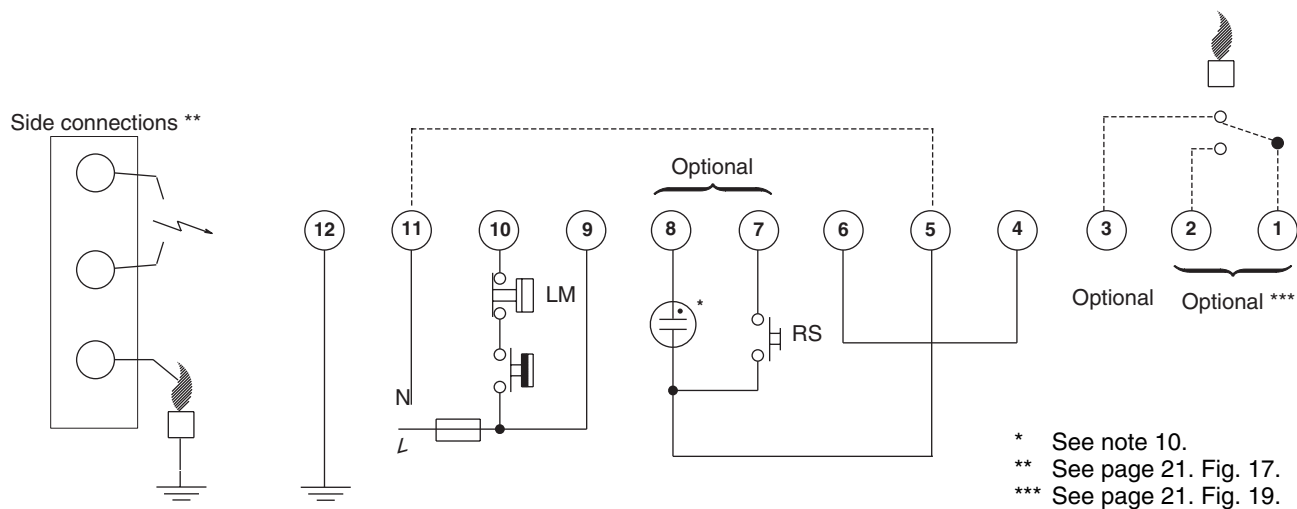 Side connections **
Optional
12 11 10 9 8 7 6 5 4 3 2 1
LM
*
RS
Optional
Optional ***
N
L
* See note 10.
** See page 21. Fig. 17.
*** See page 21. Fig. 19.